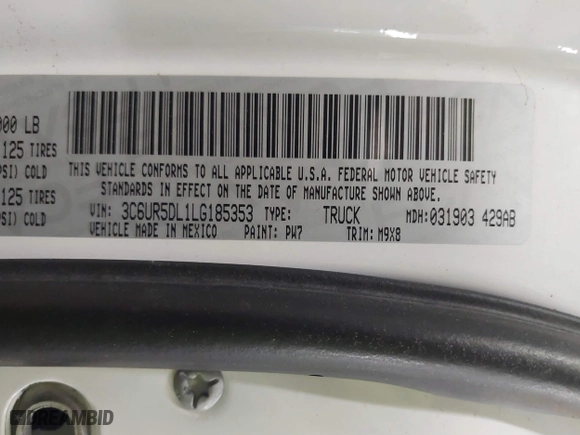 000 LB
125 TIRES
PSI) COLD
125 TIRES
PSI) COLD
THIS VEHICLE CONFORMS TO ALL APPLICABLE U.S.A. FEDERAL MOTOR VEHICLE SAFETY
STANDARDS IN EFFECT ON THE DATE OF MANUFACTURE SHOWN ABOVE.
VIN: 3C6UR5DL1LG185353 TYPE: TRUCK MDH: 031903 429AB
VEHICLE MADE IN MEXICO PAINT: PW7 TRIM: M9X8
DREAMBID